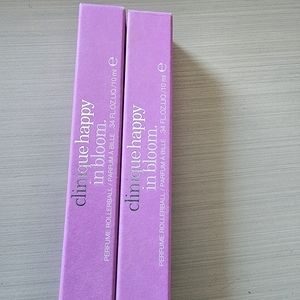 clinique happy
in bloom.
PERFUME ROLLERBALL / PARFUM À BILLE .34 FL.OZ.LIQ./10 ml ℮
clinique happy
in bloom.
PERFUME ROLLERBALL / PARFUM À BILLE .34 FL.OZ.LIQ./10 ml ℮